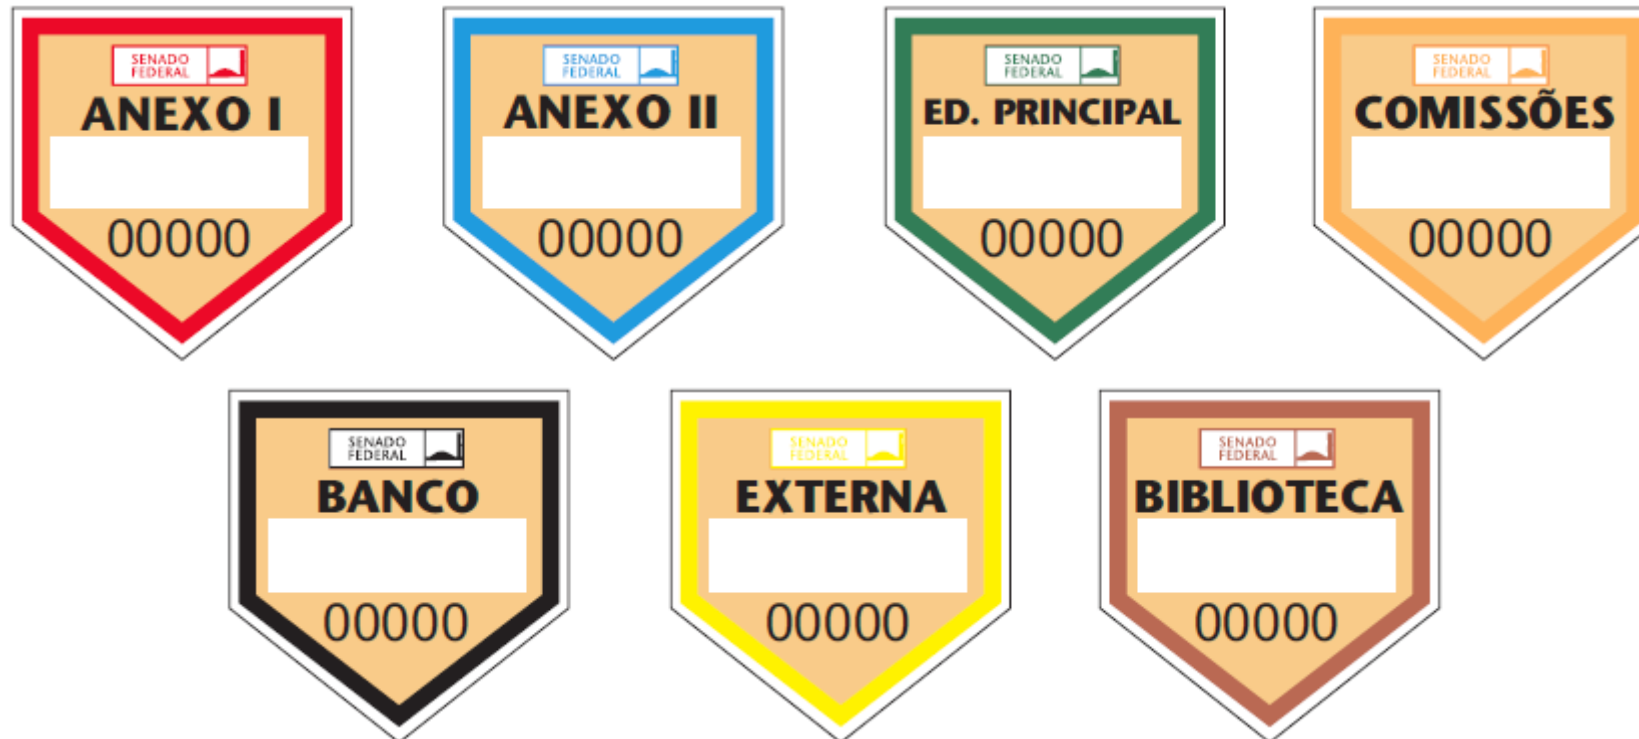 SENADO
FEDERAL
ANEXO I
00000
SENADO
FEDERAL
ANEXO II
00000
SENADO
FEDERAL
ED. PRINCIPAL
00000
SENADO
FEDERAL
COMISSÕES
00000
SENADO
FEDERAL
BANCO
00000
SENADO
FEDERAL
EXTERNA
00000
SENADO
FEDERAL
BIBLIOTECA
00000